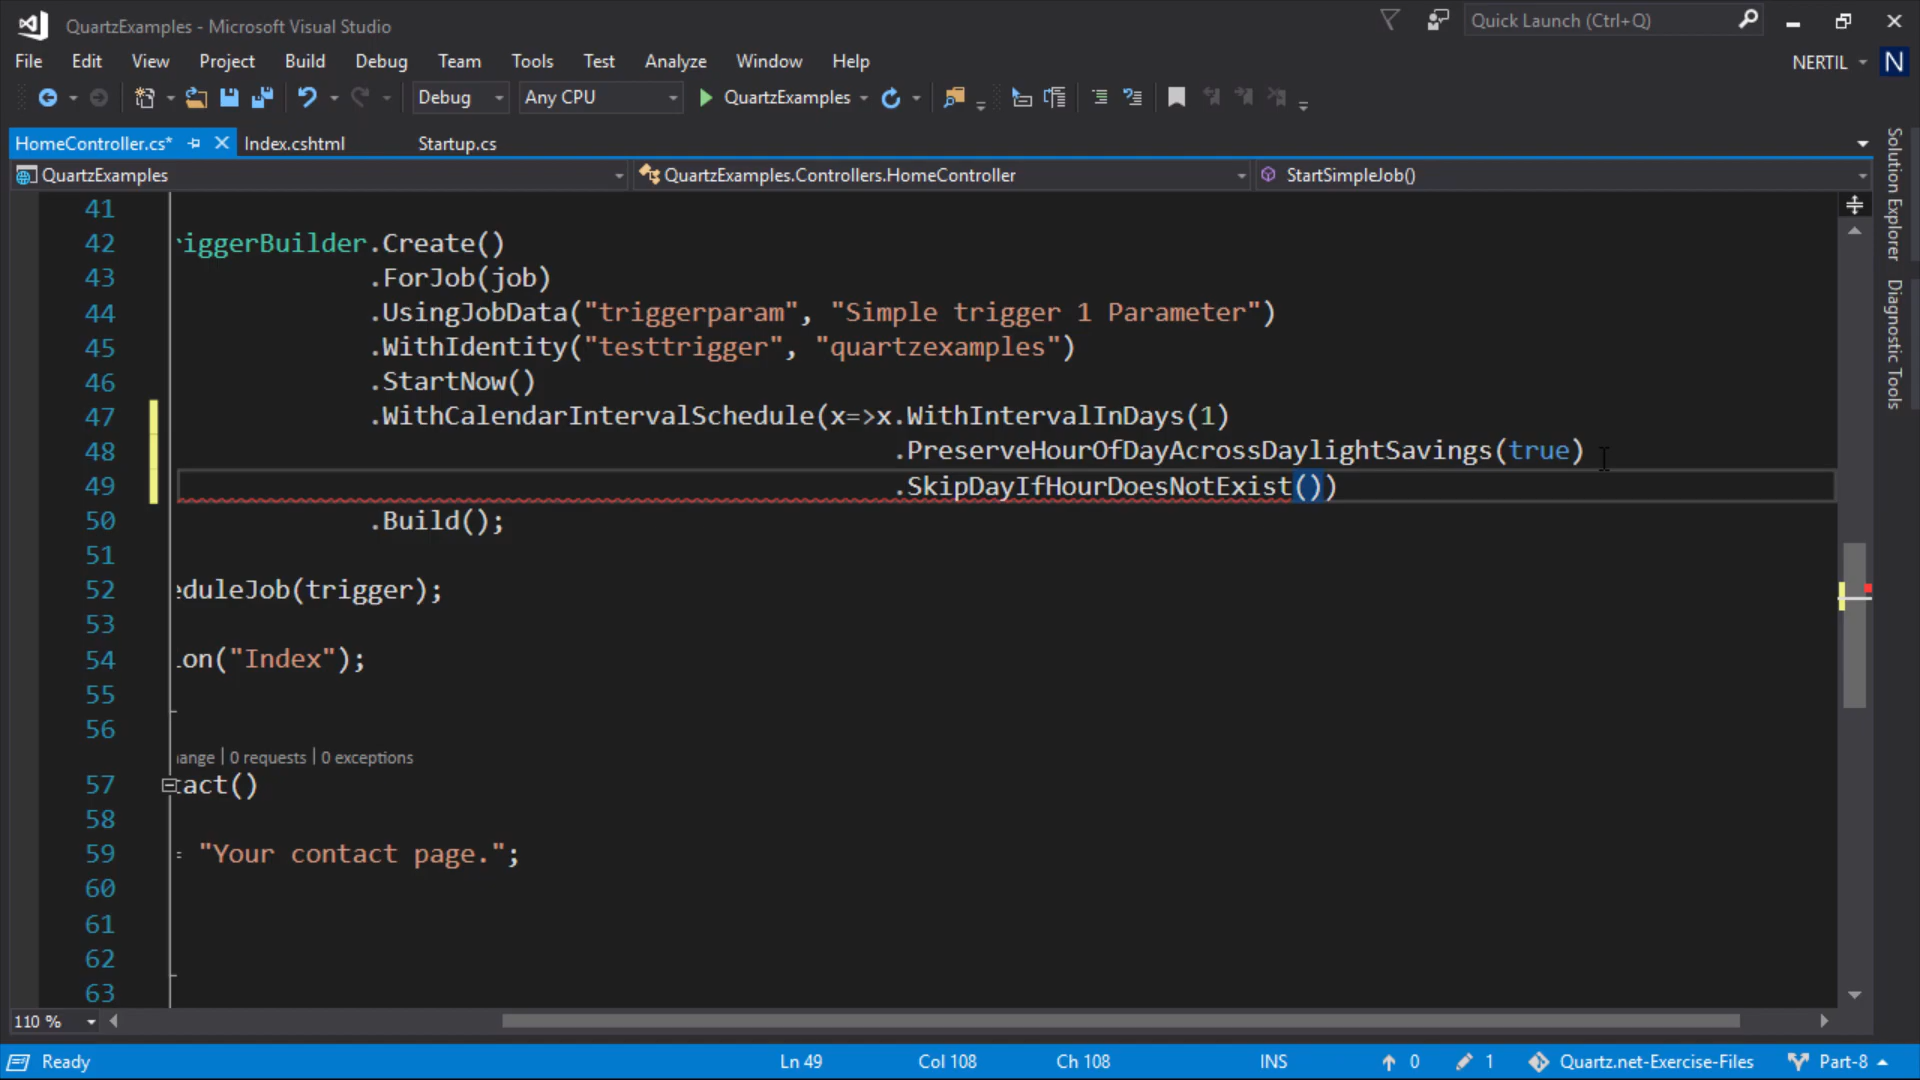 QuartzExamples - Microsoft Visual Studio
Quick Launch (Ctrl+Q)
File Edit View Project Build Debug Team Tools Test Analyze Window Help
NERTIL N
Debug Any CPU QuartzExamples
HomeController.cs* Index.cshtml Startup.cs
QuartzExamples QuartzExamples.Controllers.HomeController StartSimpleJob()
Solution Explorer
Diagnostic Tools
41
42 riggerBuilder.Create()
43 .ForJob(job)
44 .UsingJobData("triggerparam", "Simple trigger 1 Parameter")
45 .WithIdentity("testtrigger", "quartzexamples")
46 .StartNow()
47 .WithCalendarIntervalSchedule(x=>x.WithIntervalInDays(1)
48 .PreserveHourOfDayAcrossDaylightSavings(true)
49 .SkipDayIfHourDoesNotExist())
50 .Build();
51
52 eduleJob(trigger);
53
54 ion("Index");
55
56
ange | 0 requests | 0 exceptions
57 tact()
58
59 = "Your contact page.";
60
61
62
63
110 %
Ready Ln 49 Col 108 Ch 108 INS 0 1 Quartz.net-Exercise-Files Part-8